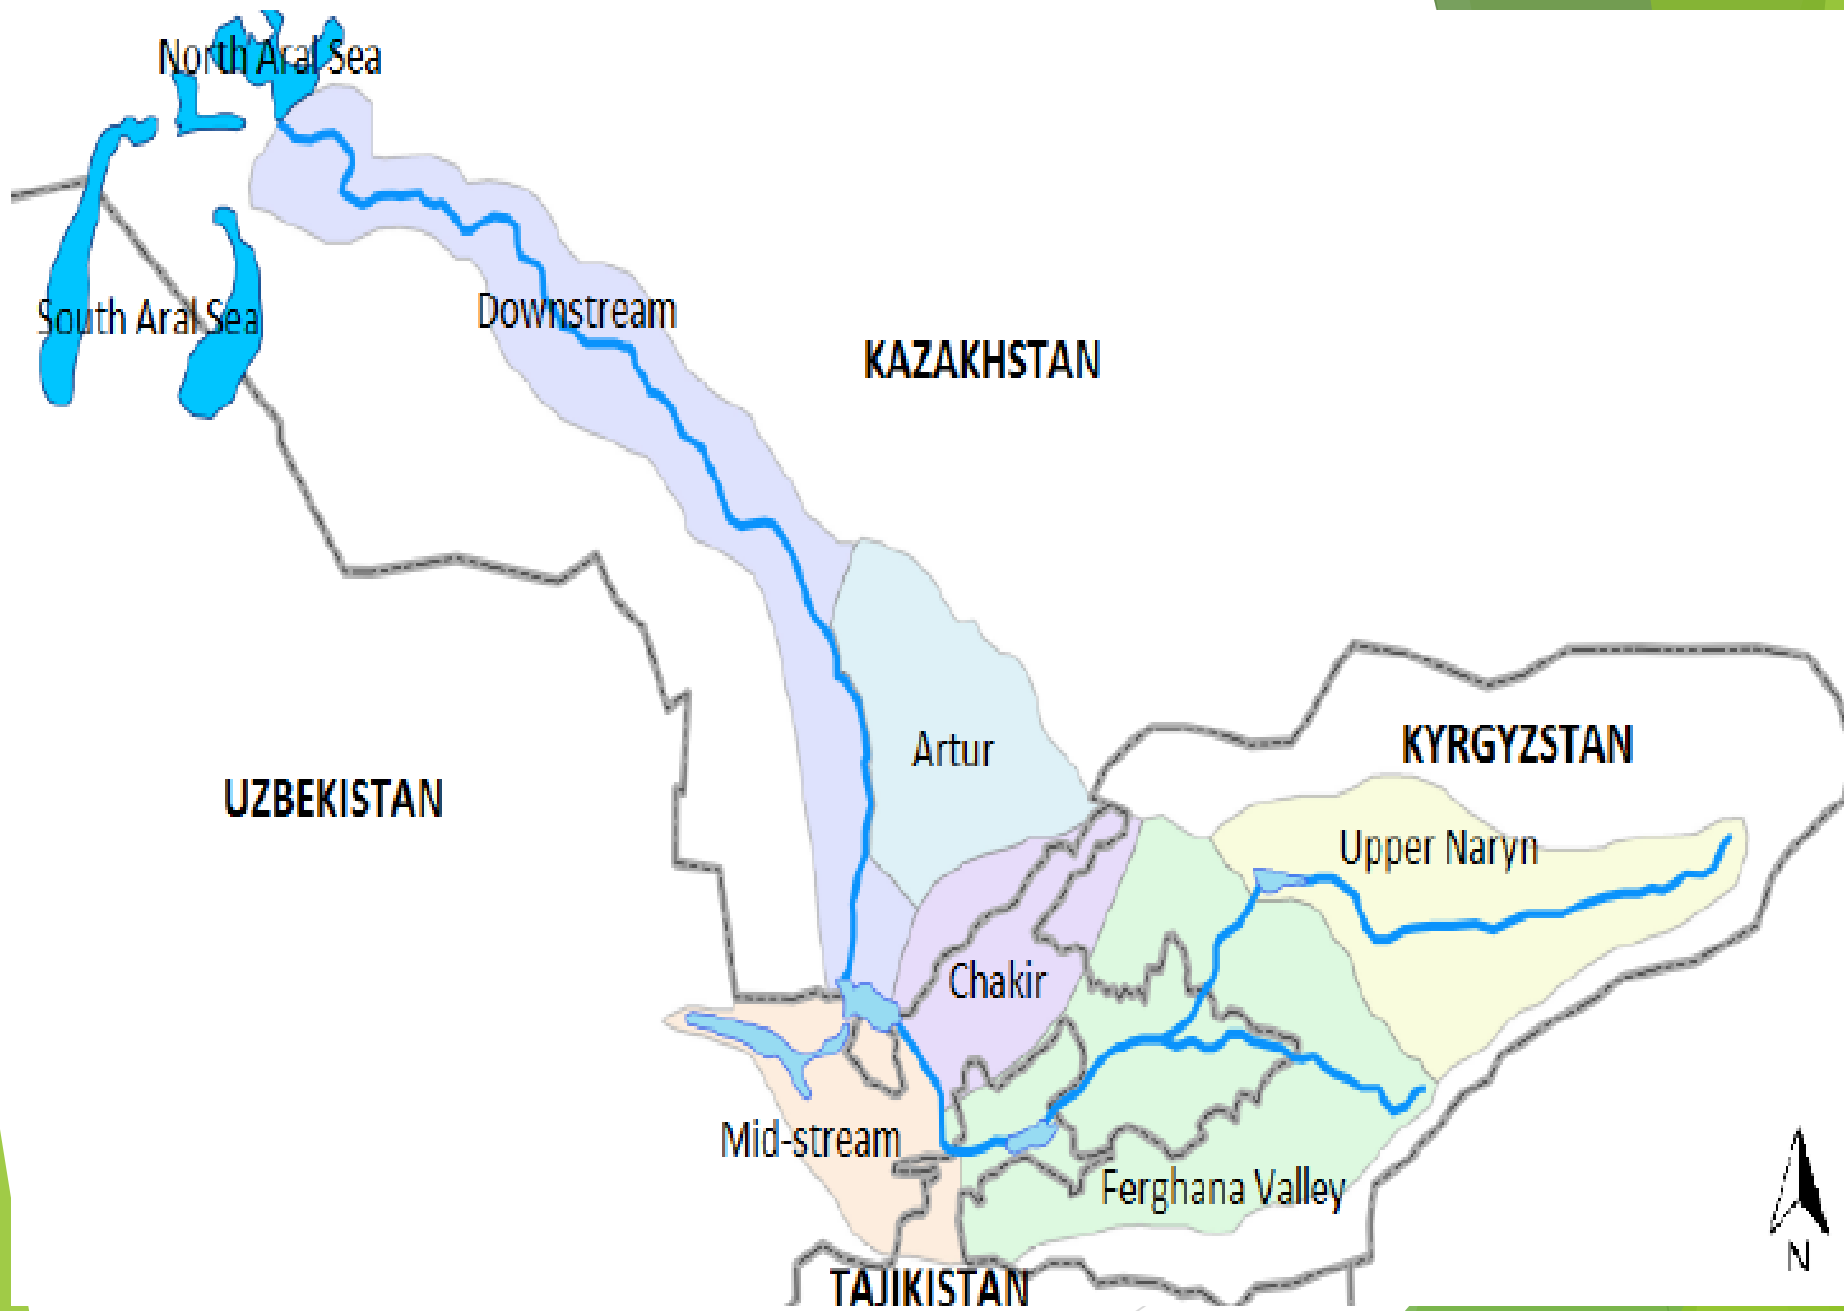 North Aral Sea
South Aral Sea
Downstream
KAZAKHSTAN
Artur
KYRGYZSTAN
UZBEKISTAN
Upper Naryn
Chakir
Mid-stream
Ferghana Valley
N
TAJIKISTAN